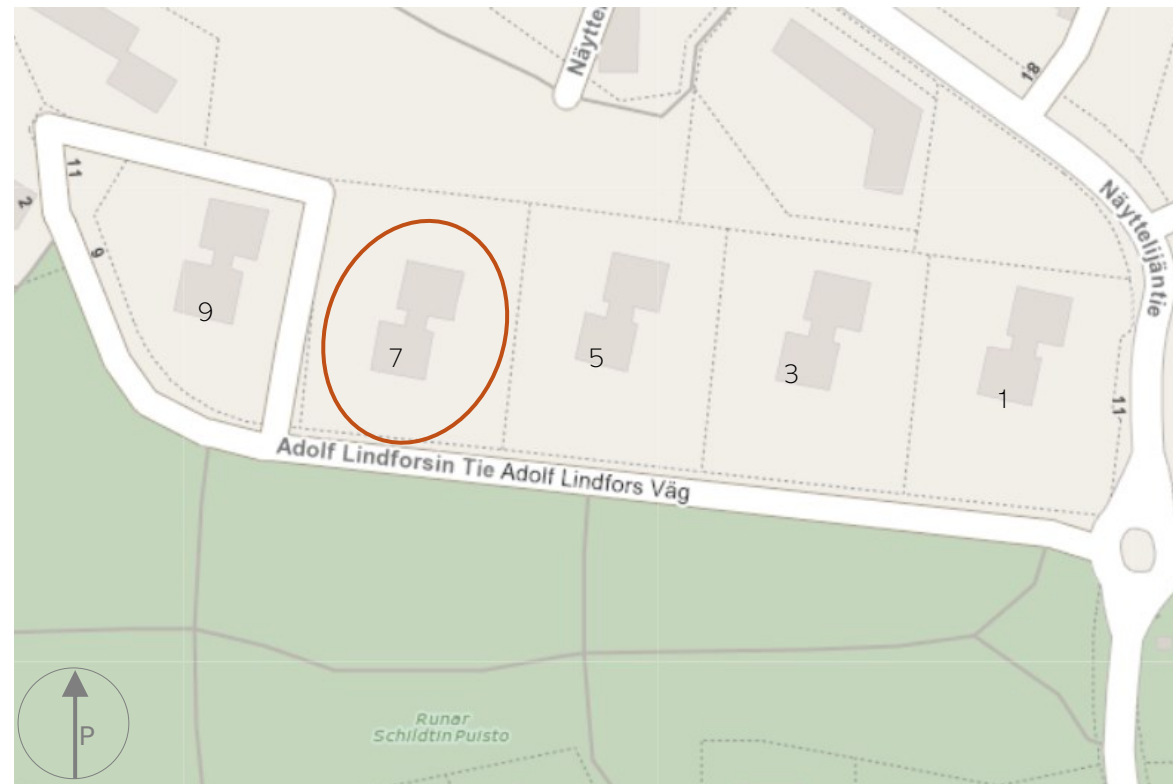 Näytte
18
11
2
9
Näyttelijäntie
9
7
5
3
1
11
Adolf Lindforsin Tie Adolf Lindfors Väg
P
Runar
Schildtin Puisto